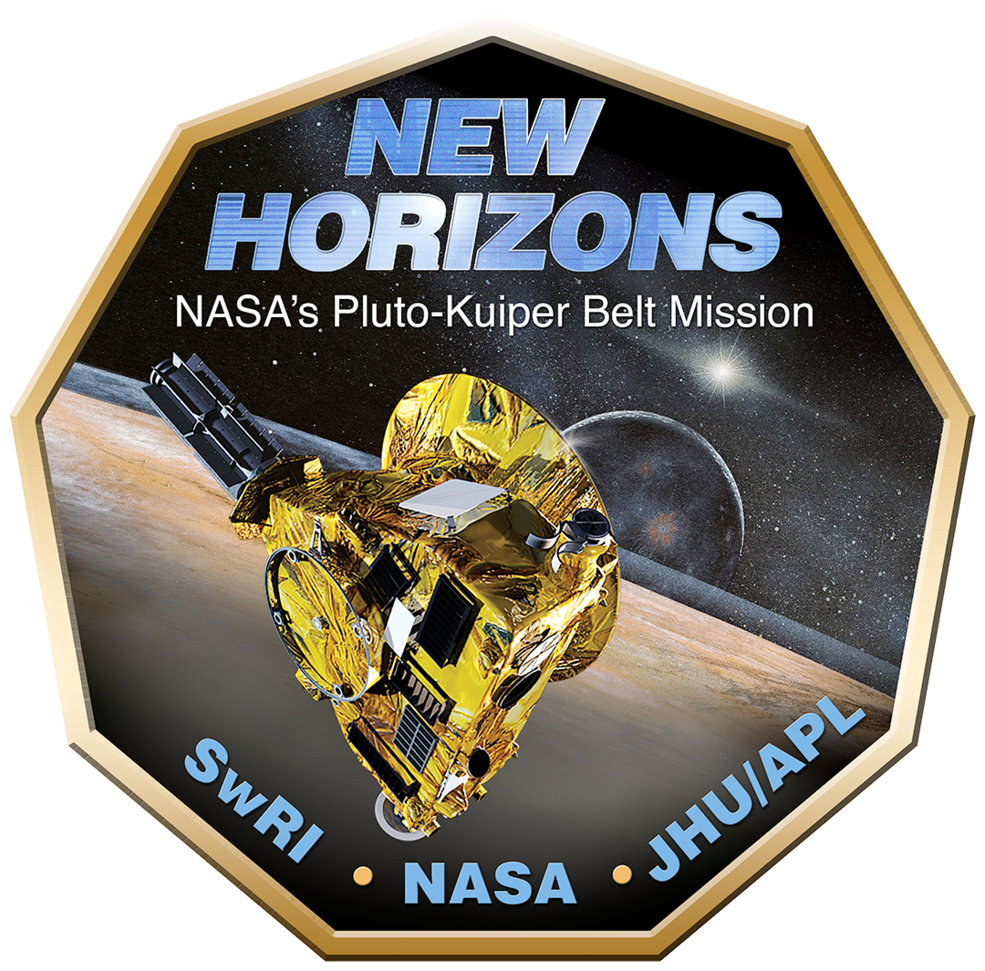 NEW
HORIZONS
NASA's Pluto-Kuiper Belt Mission
SwRI • NASA • JHU/APL